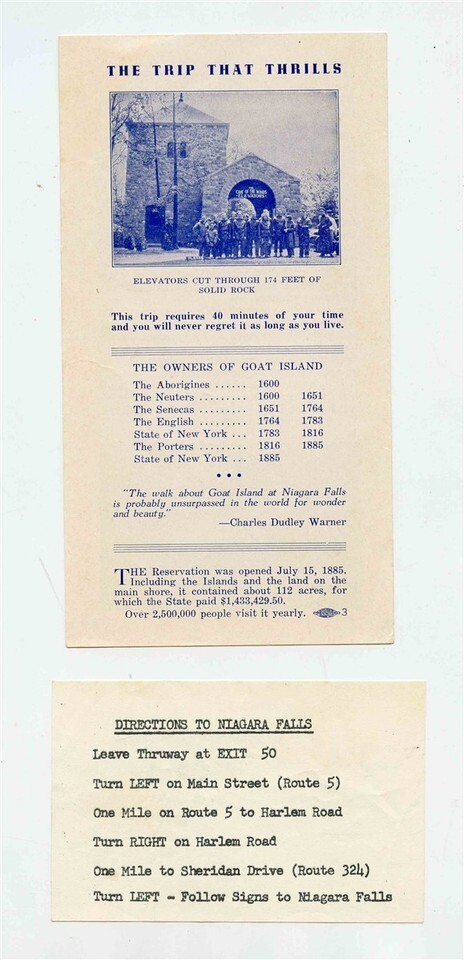 THE TRIP THAT THRILLS
CAVE OF THE WINDS
ELEVATORS
ELEVATORS CUT THROUGH 174 FEET OF
SOLID ROCK
This trip requires 40 minutes of your time
and you will never regret it as long as you live.
THE OWNERS OF GOAT ISLAND
The Aborigines ...... 1600
The Neuters ......... 1600 1651
The Senecas ......... 1651 1764
The English ......... 1764 1783
State of New York ... 1783 1816
The Porters ......... 1816 1885
State of New York ... 1885
• • •
"The walk about Goat Island at Niagara Falls
is probably unsurpassed in the world for wonder
and beauty."
—Charles Dudley Warner
THE Reservation was opened July 15, 1885.
Including the Islands and the land on the
main shore, it contained about 112 acres, for
which the State paid $1,433,429.50.
Over 2,500,000 people visit it yearly. 3
DIRECTIONS TO NIAGARA FALLS
Leave Thruway at EXIT 50
Turn LEFT on Main Street (Route 5)
One Mile on Route 5 to Harlem Road
Turn RIGHT on Harlem Road
One Mile to Sheridan Drive (Route 324)
Turn LEFT - Follow Signs to Niagara Falls